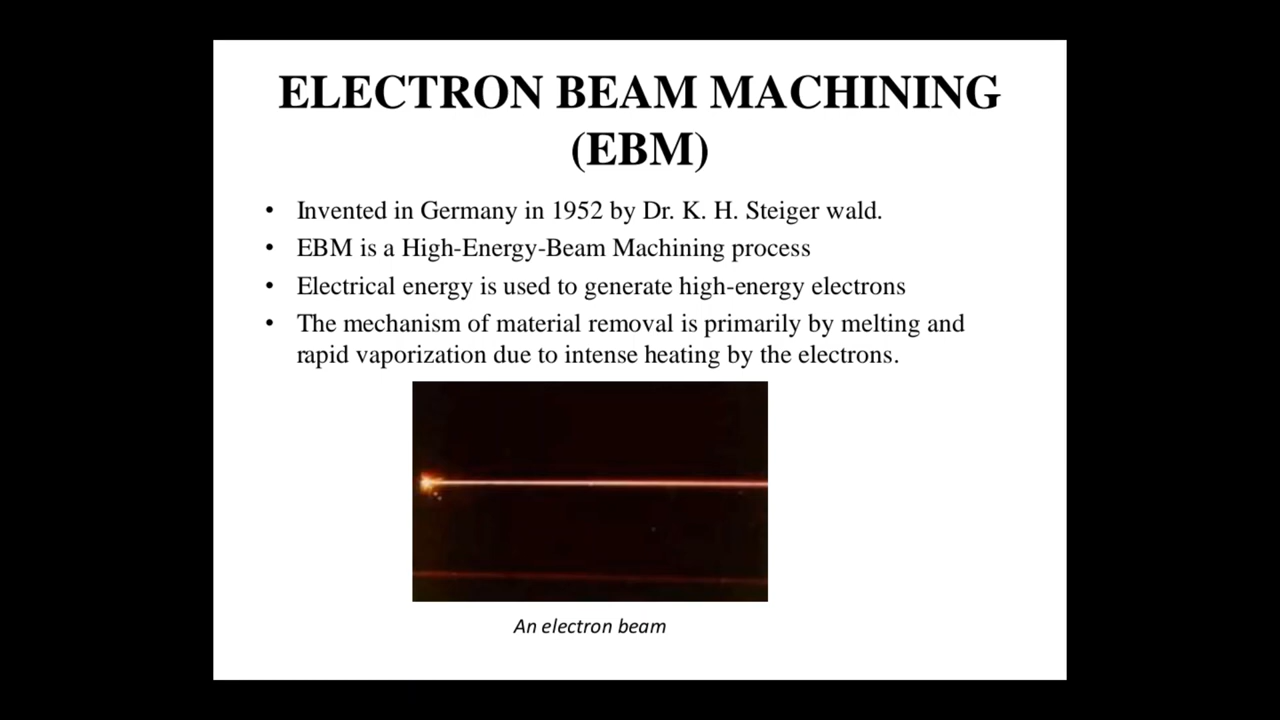 ELECTRON BEAM MACHINING
(EBM)
• Invented in Germany in 1952 by Dr. K. H. Steiger wald.
• EBM is a High-Energy-Beam Machining process
• Electrical energy is used to generate high-energy electrons
• The mechanism of material removal is primarily by melting and
rapid vaporization due to intense heating by the electrons.
An electron beam